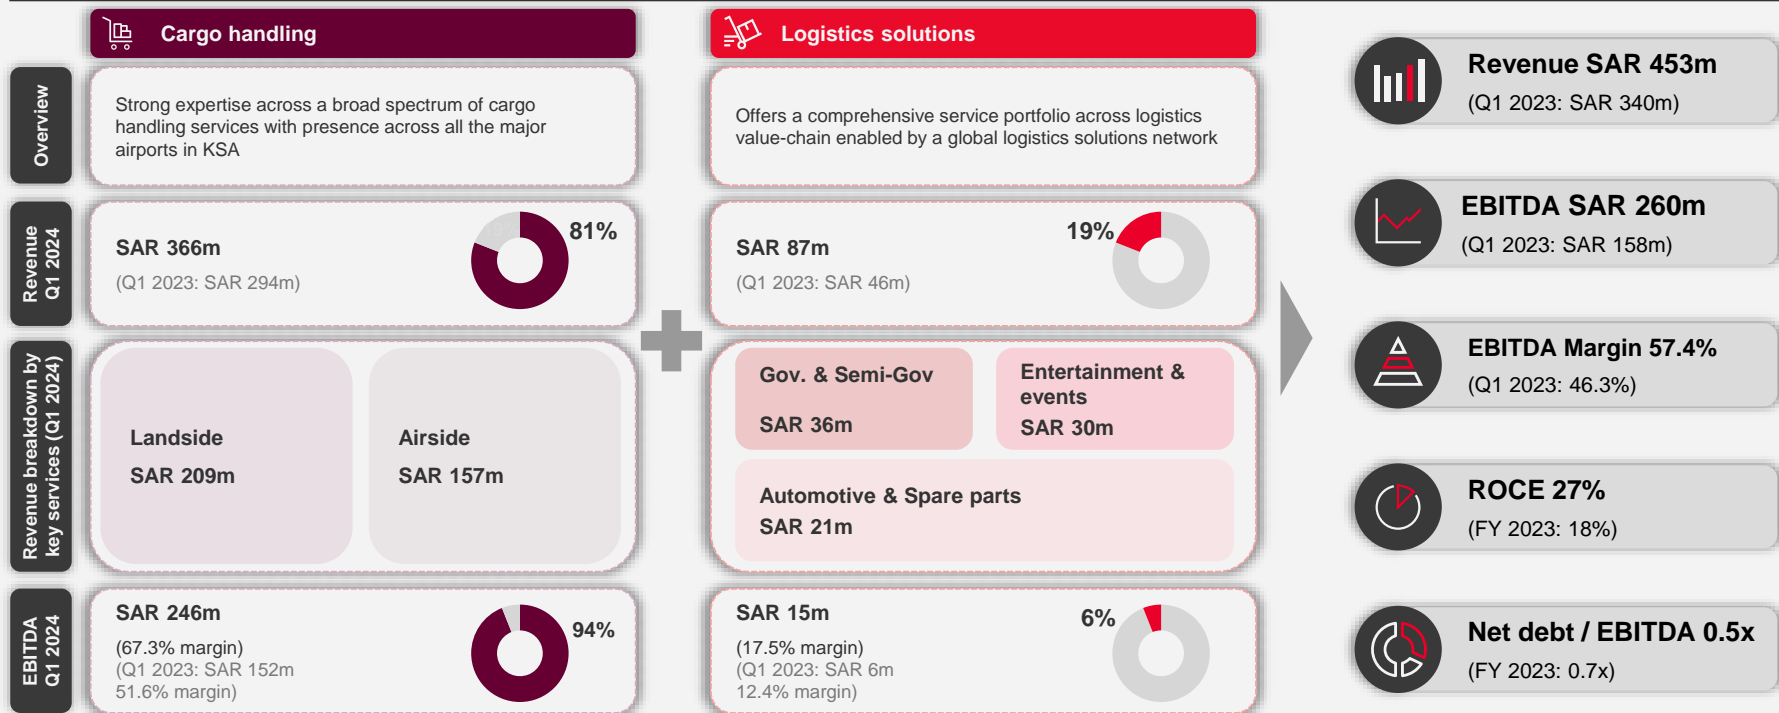 Cargo handling
Logistics solutions
Overview
Strong expertise across a broad spectrum of cargo
handling services with presence across all the major
airports in KSA
Offers a comprehensive service portfolio across logistics
value-chain enabled by a global logistics solutions network
Revenue
Q1 2024
SAR 366m
(Q1 2023: SAR 294m)
81%
SAR 87m
(Q1 2023: SAR 46m)
19%
Revenue breakdown by
key services (Q1 2024)
Landside
SAR 209m
Airside
SAR 157m
Gov. & Semi-Gov
SAR 36m
Entertainment &
events
SAR 30m
Automotive & Spare parts
SAR 21m
EBITDA
Q1 2024
SAR 246m
(67.3% margin)
(Q1 2023: SAR 152m
51.6% margin)
94%
SAR 15m
(17.5% margin)
(Q1 2023: SAR 6m
12.4% margin)
6%
Revenue SAR 453m
(Q1 2023: SAR 340m)
EBITDA SAR 260m
(Q1 2023: SAR 158m)
EBITDA Margin 57.4%
(Q1 2023: 46.3%)
ROCE 27%
(FY 2023: 18%)
Net debt / EBITDA 0.5x
(FY 2023: 0.7x)